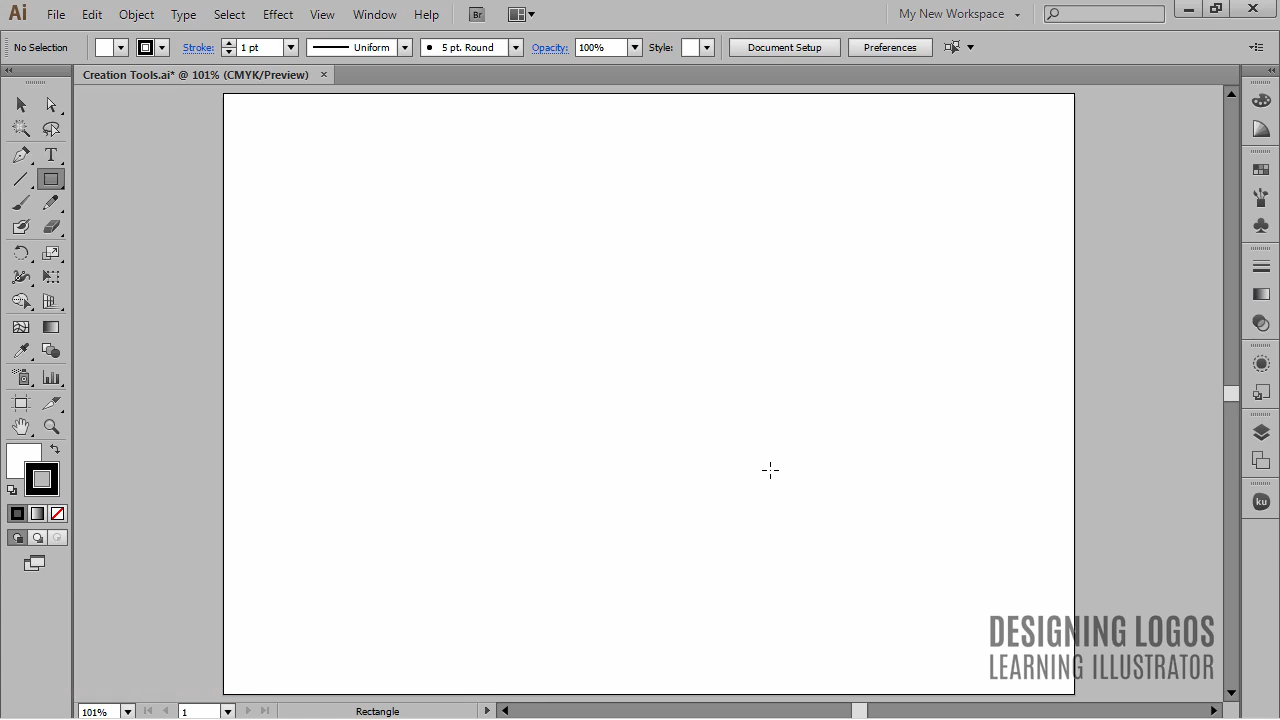 Ai File Edit Object Type Select Effect View Window Help Br My New Workspace
No Selection Stroke: 1 pt Uniform 5 pt. Round Opacity: 100% Style: Document Setup Preferences
Creation Tools.ai* @ 101% (CMYK/Preview) ×
T
ku
DESIGNING LOGOS
LEARNING ILLUSTRATOR
101% 1 Rectangle